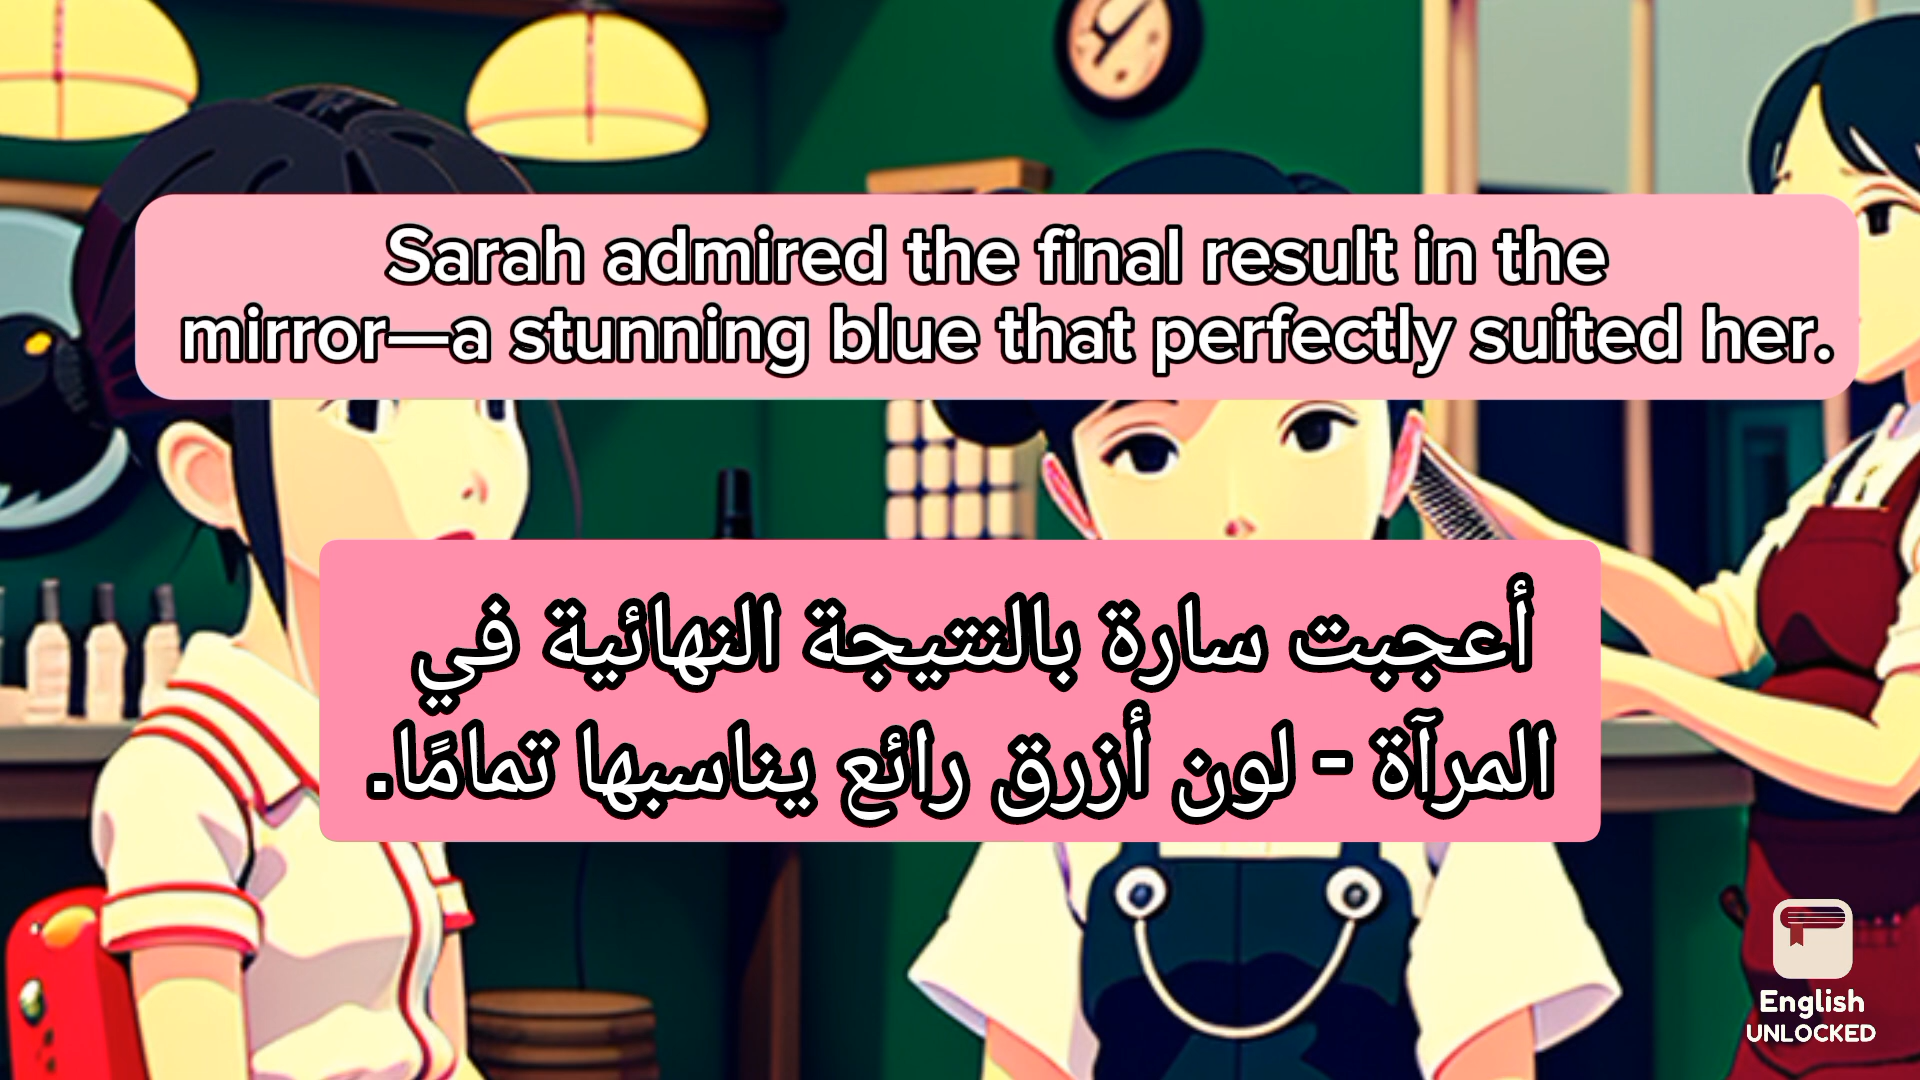 Sarah admired the final result in the
mirror—a stunning blue that perfectly suited her.
أعجبت سارة بالنتيجة النهائية في
المرآة - لون أزرق رائع يناسبها تمامًا.
English
UNLOCKED